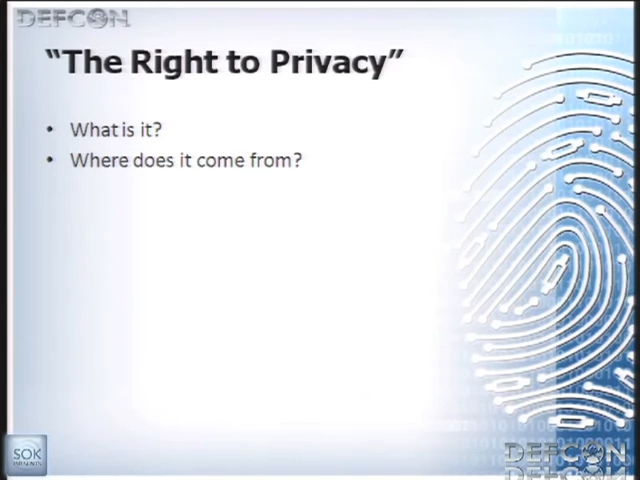 DEFCON
"The Right to Privacy"
• What is it?
• Where does it come from?
SOK
DEFCON